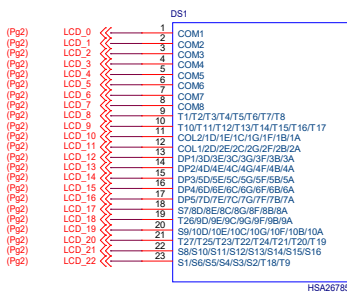 DS1
(Pg2) LCD_0 1 COM1
(Pg2) LCD_1 2 COM2
(Pg2) LCD_2 3 COM3
(Pg2) LCD_3 4 COM4
(Pg2) LCD_4 5 COM5
(Pg2) LCD_5 6 COM6
(Pg2) LCD_6 7 COM7
(Pg2) LCD_7 8 COM8
(Pg2) LCD_8 9 T1/T2/T3/T4/T5/T6/T7/T8
(Pg2) LCD_9 10 T10/T11/T12/T13/T14/T15/T16/T17
(Pg2) LCD_10 11 COL2/1D/1E/1C/1G/1F/1B/1A
(Pg2) LCD_11 12 COL1/2D/2E/2C/2G/2F/2B/2A
(Pg2) LCD_12 13 DP1/3D/3E/3C/3G/3F/3B/3A
(Pg2) LCD_13 14 DP2/4D/4E/4C/4G/4F/4B/4A
(Pg2) LCD_14 15 DP3/5D/5E/5C/5G/5F/5B/5A
(Pg2) LCD_15 16 DP4/6D/6E/6C/6G/6F/6B/6A
(Pg2) LCD_16 17 DP5/7D/7E/7C/7G/7F/7B/7A
(Pg2) LCD_17 18 S7/8D/8E/8C/8G/8F/8B/8A
(Pg2) LCD_18 19 T26/9D/9E/9C/9G/9F/9B/9A
(Pg2) LCD_19 20 S9/10D/10E/10C/10G/10F/10B/10A
(Pg2) LCD_20 21 T27/T25/T23/T22/T24/T21/T20/T19
(Pg2) LCD_21 22 S8/S10/S11/S12/S13/S14/S15/S16
(Pg2) LCD_22 23 S1/S6/S5/S4/S3/S2/T18/T9
HSA26785